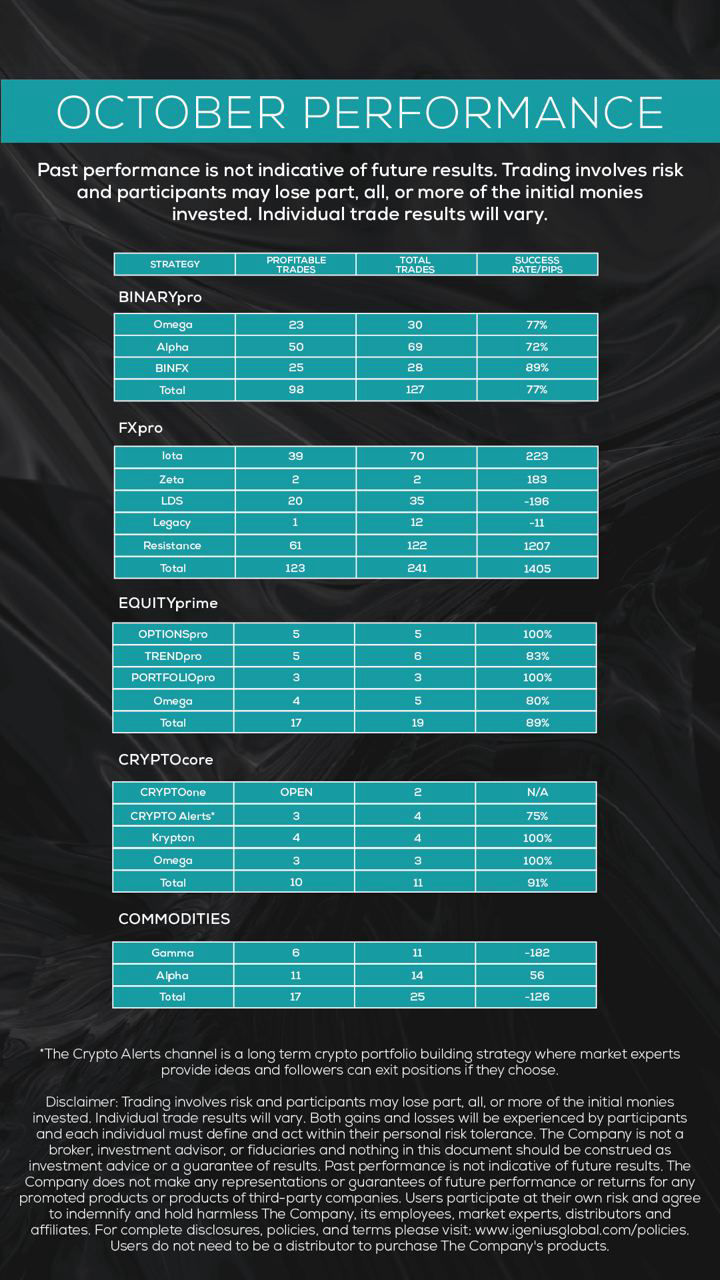 OCTOBER PERFORMANCE
Past performance is not indicative of future results. Trading involves risk
and participants may lose part, all, or more of the initial monies
invested. Individual trade results will vary.
STRATEGY PROFITABLE TRADES TOTAL TRADES SUCCESS RATE/PIPS
BINARYpro
Omega 23 30 77%
Alpha 50 69 72%
BINFX 25 28 89%
Total 98 127 77%
FXpro
Iota 39 70 223
Zeta 2 2 183
LDS 20 35 -196
Legacy 1 12 -11
Resistance 61 122 1207
Total 123 241 1405
EQUITYprime
OPTIONSpro 5 5 100%
TRENDpro 5 6 83%
PORTFOLIOpro 3 3 100%
Omega 4 5 80%
Total 17 19 89%
CRYPTOcore
CRYPTOone OPEN 2 N/A
CRYPTO Alerts* 3 4 75%
Krypton 4 4 100%
Omega 3 3 100%
Total 10 11 91%
COMMODITIES
Gamma 6 11 -182
Alpha 11 14 56
Total 17 25 -126
*The Crypto Alerts channel is a long term crypto portfolio building strategy where market experts
provide ideas and followers can exit positions if they choose.
Disclaimer: Trading involves risk and participants may lose part, all, or more of the initial monies
invested. Individual trade results will vary. Both gains and losses will be experienced by participants
and each individual must define and act within their personal risk tolerance. The Company is not a
broker, investment advisor, or fiduciaries and nothing in this document should be construed as
investment advice or a guarantee of results. Past performance is not indicative of future results. The
Company does not make any representations or guarantees of future performance or returns for any
promoted products or products of third-party companies. Users participate at their own risk and agree
to indemnify and hold harmless The Company, its employees, market experts, distributors and
affiliates. For complete disclosures, policies, and terms please visit: www.igeniusglobal.com/policies.
Users do not need to be a distributor to purchase The Company's products.